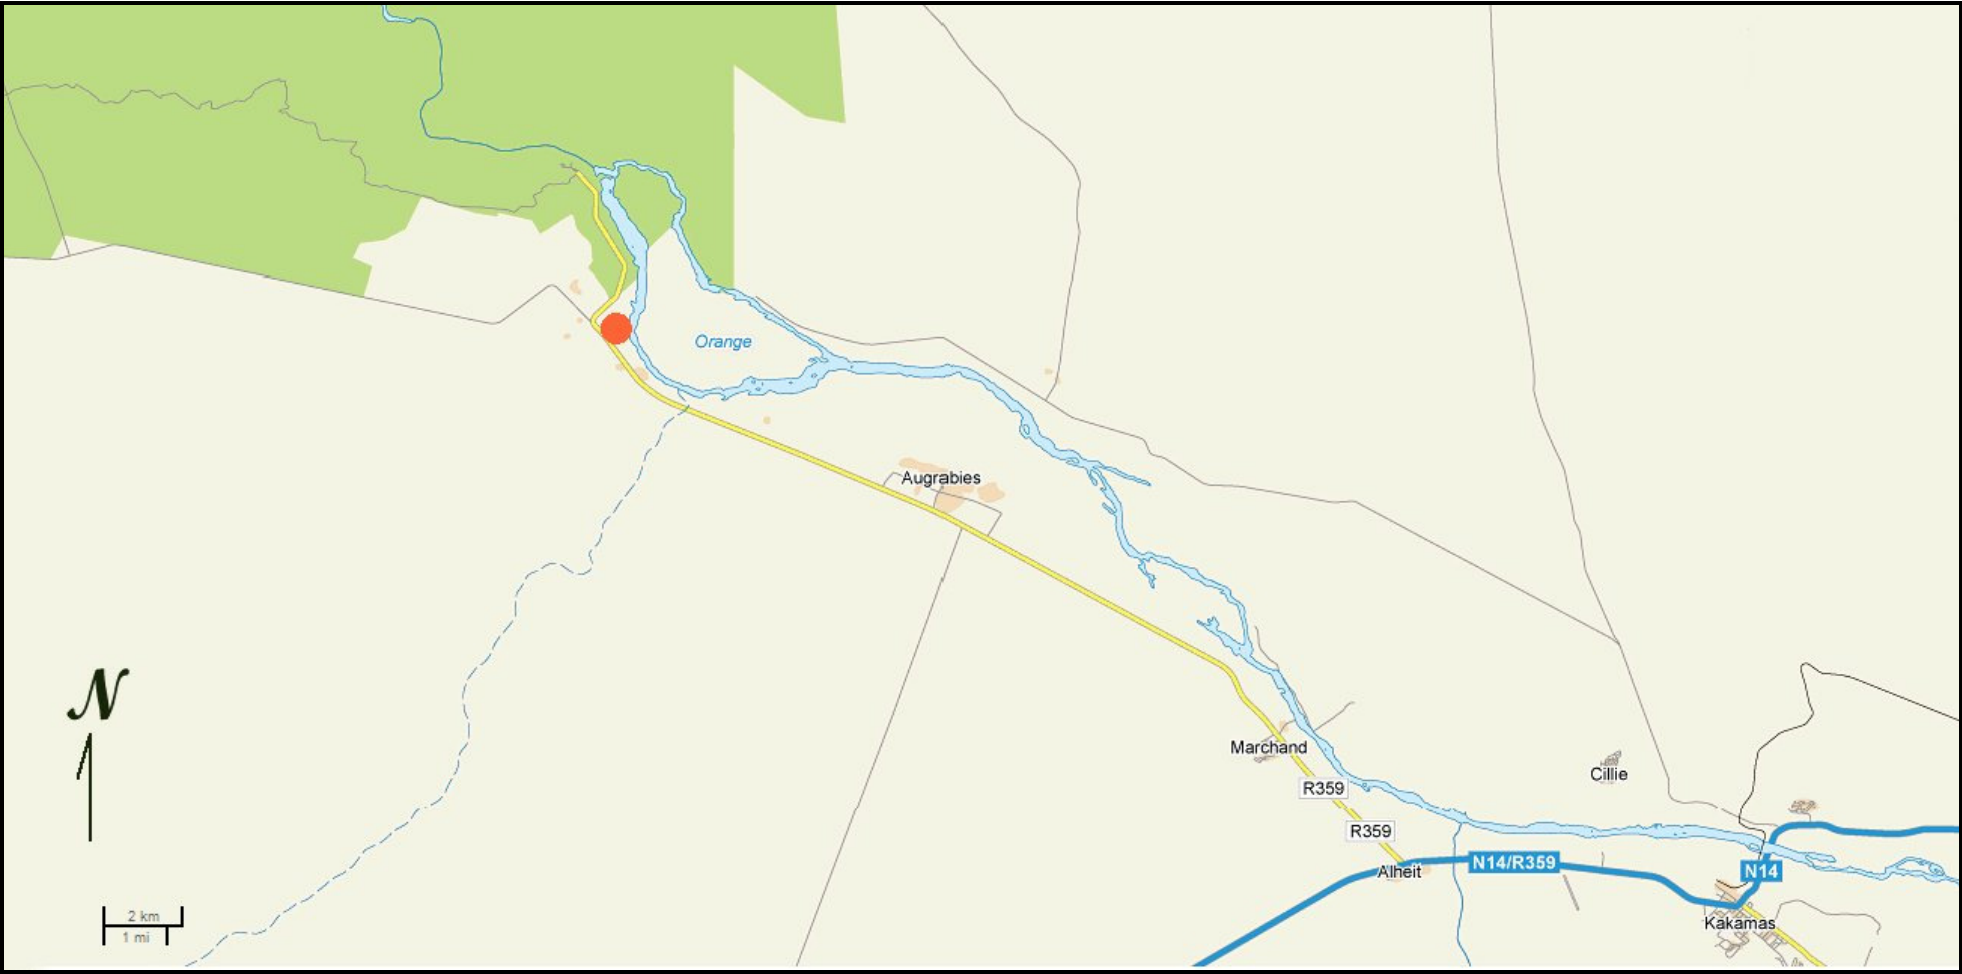 Orange
Augrabies
N
Marchand
Cillie
R359
R359
N14/R359
Alheit
N14
2 km
1 mi
Kakamas